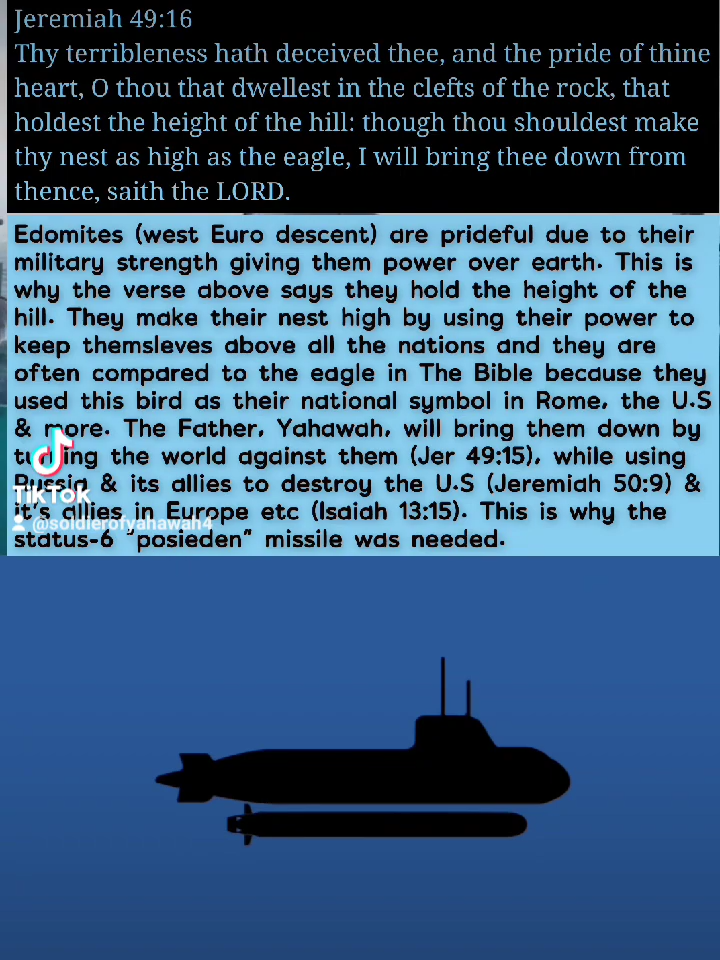 Jeremiah 49:16
Thy terribleness hath deceived thee, and the pride of thine
heart, O thou that dwellest in the clefts of the rock, that
holdest the height of the hill: though thou shouldest make
thy nest as high as the eagle, I will bring thee down from
thence, saith the LORD.
Edomites (west Euro descent) are prideful due to their
military strength giving them power over earth. This is
why the verse above says they hold the height of the
hill. They make their nest high by using their power to
keep themsleves above all the nations and they are
often compared to the eagle in The Bible because they
used this bird as their national symbol in Rome, the U.S
& more. The Father, Yahawah, will bring them down by
turning the world against them (Jer 49:15), while using
Russia & its allies to destroy the U.S (Jeremiah 50:9) &
it's allies in Europe etc (Isaiah 13:15). This is why the
status-6 "posieden" missile was needed.
TikTok
@soldierofyahawah4